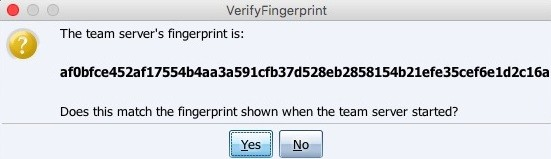 VerifyFingerprint
The team server's fingerprint is:
af0bfce452af17554b4aa3a591cfb37d528eb2858154b21efe35cef6e1d2c16a
Does this match the fingerprint shown when the team server started?
Yes No